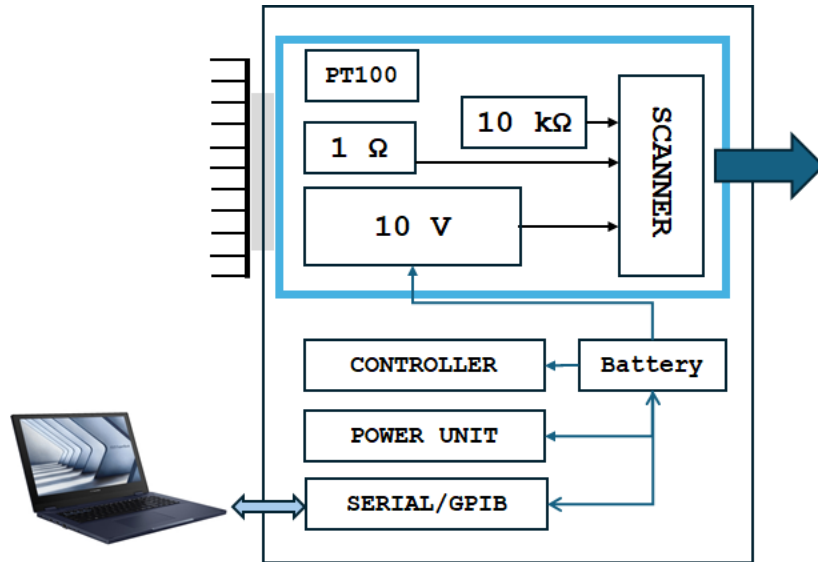 PT100
10 kΩ
1 Ω
10 V
SCANNER
CONTROLLER
Battery
POWER UNIT
SERIAL/GPIB